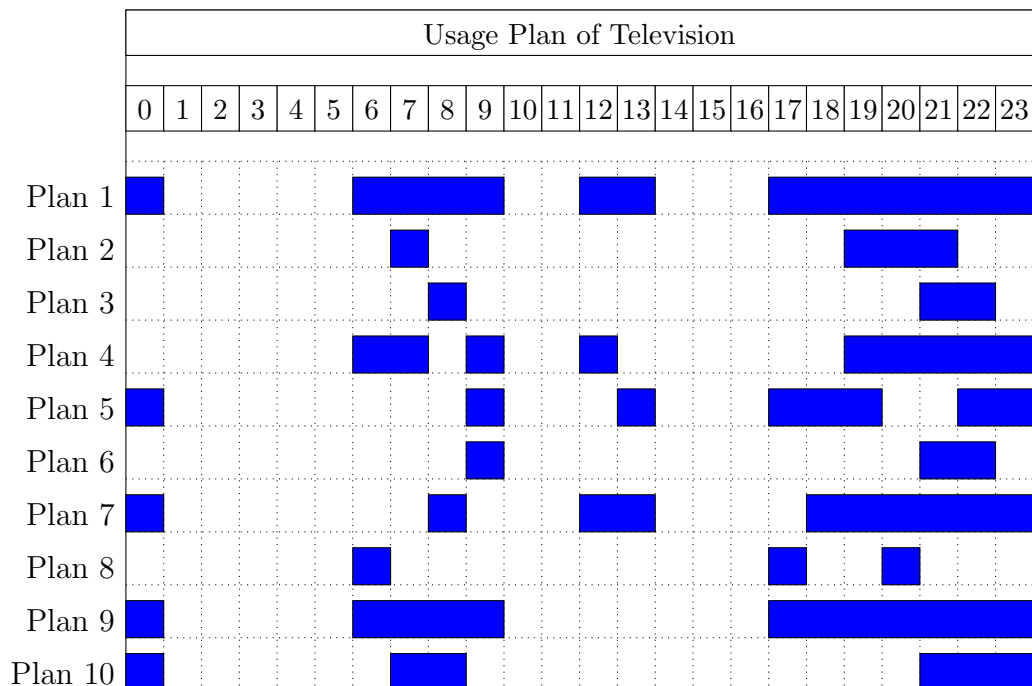 Usage Plan of Television
0 1 2 3 4 5 6 7 8 9 10 11 12 13 14 15 16 17 18 19 20 21 22 23
Plan 1
Plan 2
Plan 3
Plan 4
Plan 5
Plan 6
Plan 7
Plan 8
Plan 9
Plan 10